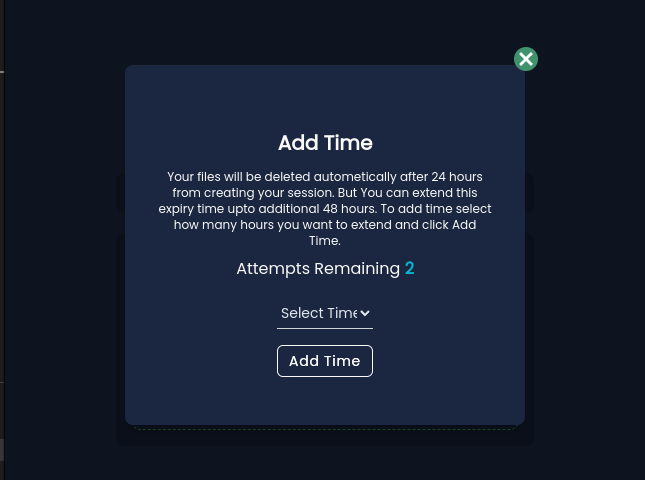 Add Time
Your files will be deleted automatically after 24 hours
from creating your session. But You can extend this
expiry time upto additional 48 hours. To add time select
how many hours you want to extend and click Add
Time.
Attempts Remaining 2
Select Time
Add Time